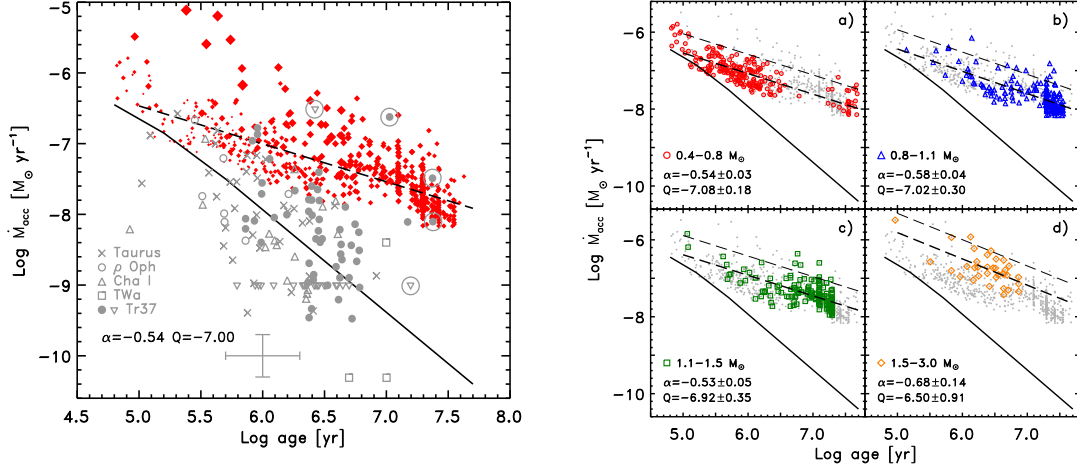 Log Ṁacc [M⊙ yr⁻¹]
-5
-6
-7
-8
-9
-10
× Taurus
○ ρ Oph
△ Cha I
□ TWa
● ▽ Tr37
α=-0.54 Q=-7.00
4.5 5.0 5.5 6.0 6.5 7.0 7.5 8.0
Log age [yr]
Log Ṁacc [M⊙ yr⁻¹]
-6
-8
-10
a)
0.4-0.8 M⊙
α=-0.54±0.03
Q=-7.08±0.18
b)
0.8-1.1 M⊙
α=-0.58±0.04
Q=-7.02±0.30
-6
-8
-10
c)
1.1-1.5 M⊙
α=-0.53±0.05
Q=-6.92±0.35
d)
1.5-3.0 M⊙
α=-0.68±0.14
Q=-6.50±0.91
5.0 6.0 7.0 5.0 6.0 7.0
Log age [yr]